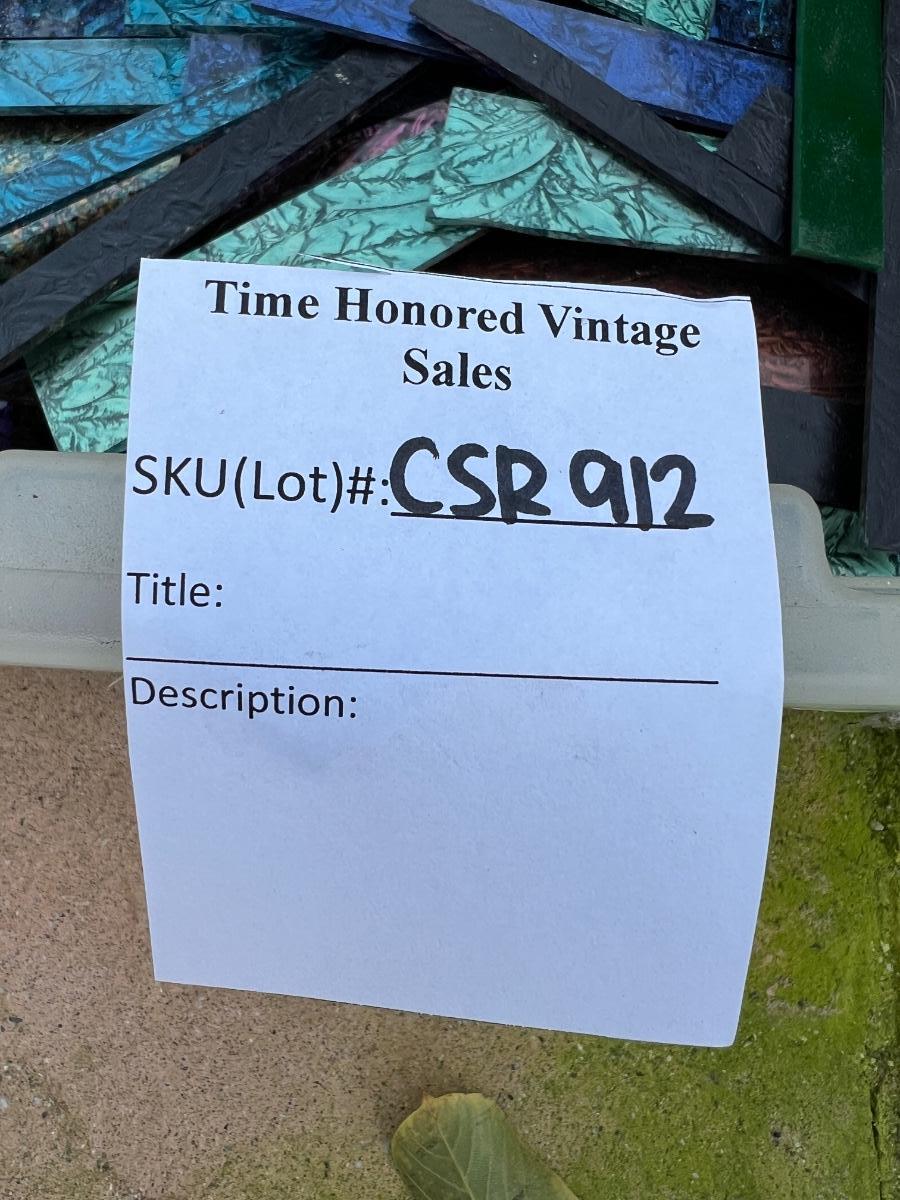 Time Honored Vintage
Sales
SKU(Lot)#:CSR 912
Title:
Description: